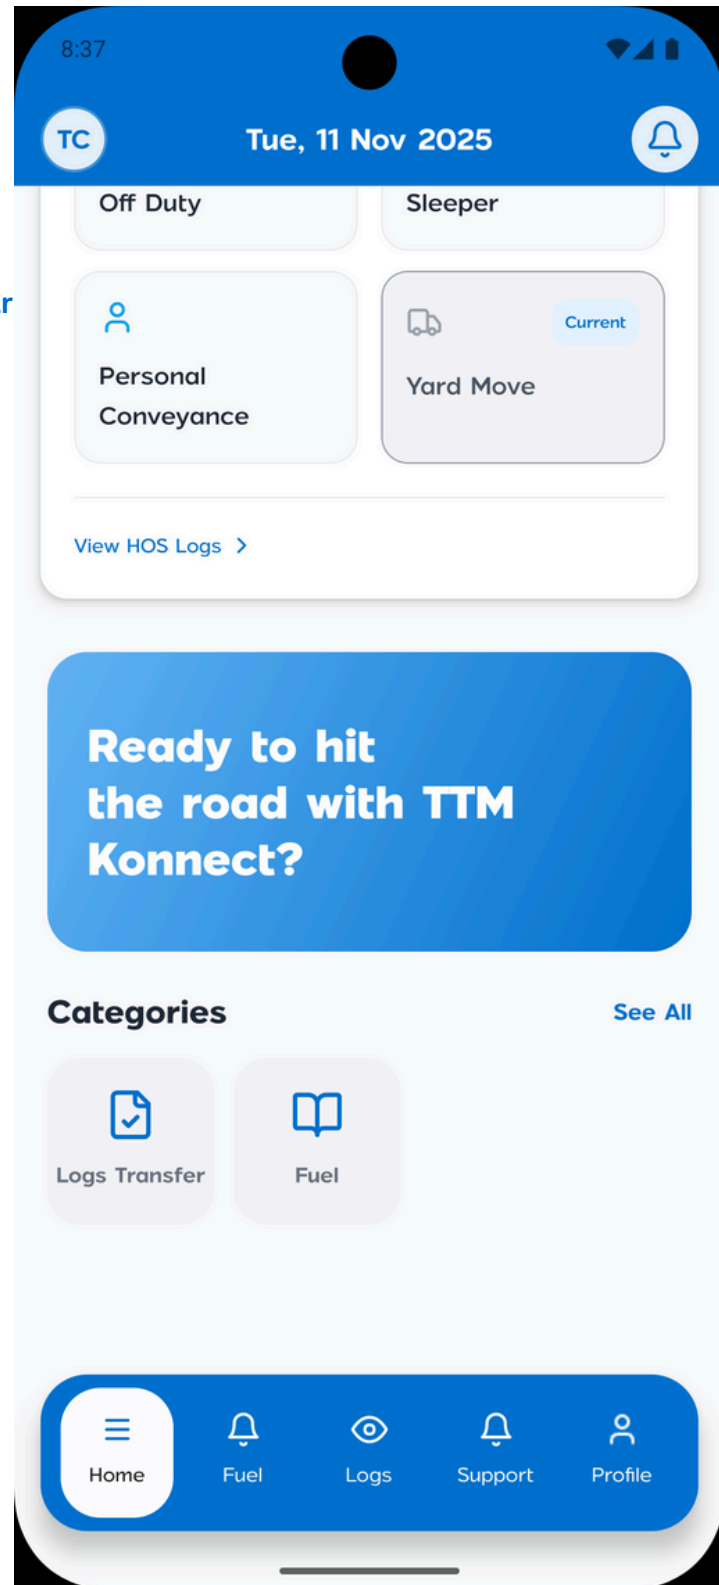 8:37
TC
Tue, 11 Nov 2025
Off Duty
Sleeper
r
Personal
Conveyance
Current
Yard Move
View HOS Logs
Ready to hit
the road with TTM
Konnect?
Categories
See All
Logs Transfer
Fuel
Home
Fuel
Logs
Support
Profile